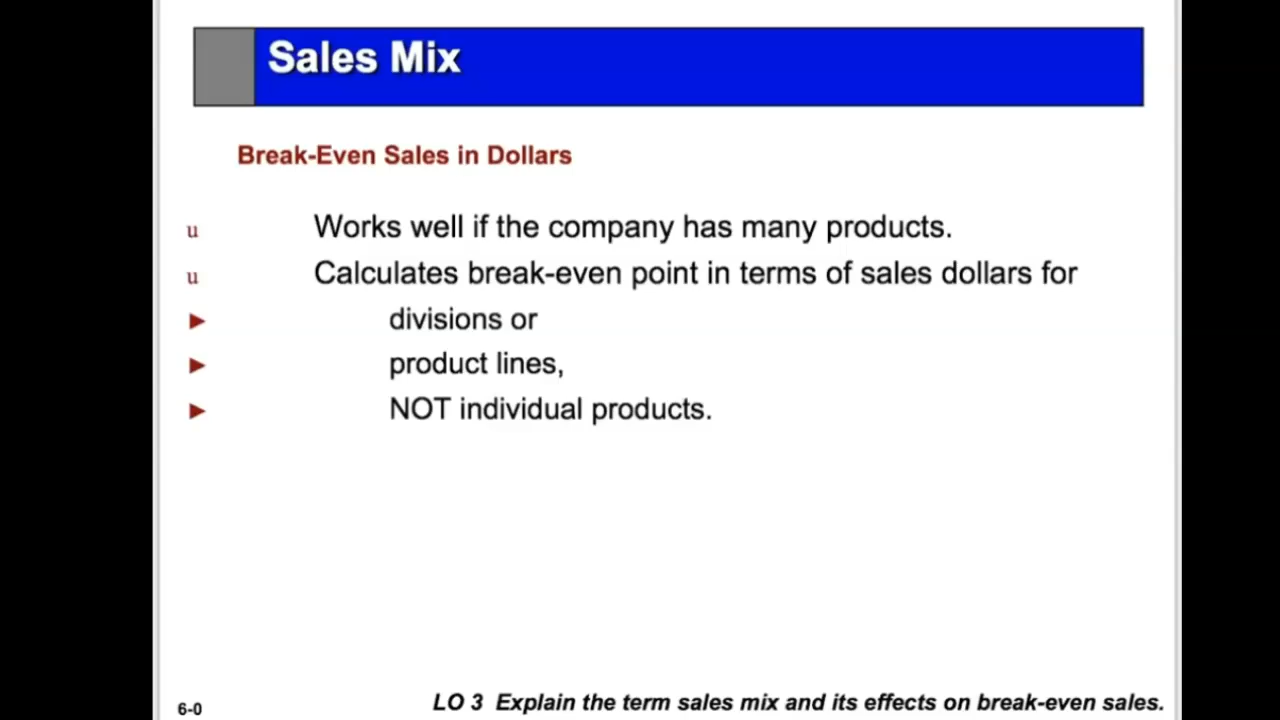 Sales Mix
Break-Even Sales in Dollars
u Works well if the company has many products.
u Calculates break-even point in terms of sales dollars for
► divisions or
► product lines,
► NOT individual products.
6-0 LO 3 Explain the term sales mix and its effects on break-even sales.